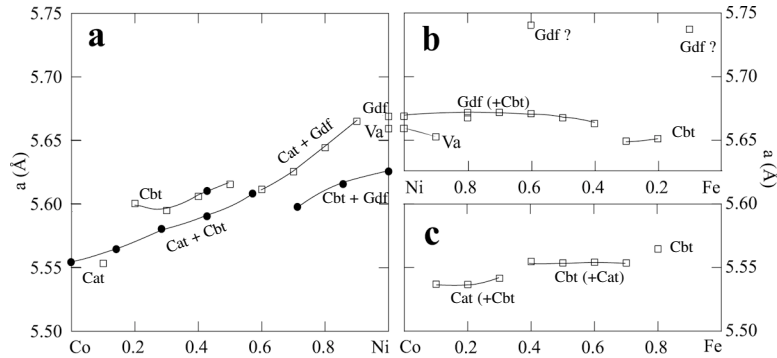 5.75
5.70
5.65
5.60
5.55
5.50
a (Å)
a
Cat + Gdf
Gdf
Va
Cbt
Cat + Cbt
Cbt + Gdf
Cat
Co 0.2 0.4 0.6 0.8 Ni
b
Gdf ?
Gdf ?
Gdf (+Cbt)
Va
Cbt
Ni 0.8 0.6 0.4 0.2 Fe
5.75
5.70
5.65
a (Å)
5.60
5.55
5.50
c
Cat (+Cbt
Cbt (+Cat)
Cbt
Co 0.2 0.4 0.6 0.8 Fe